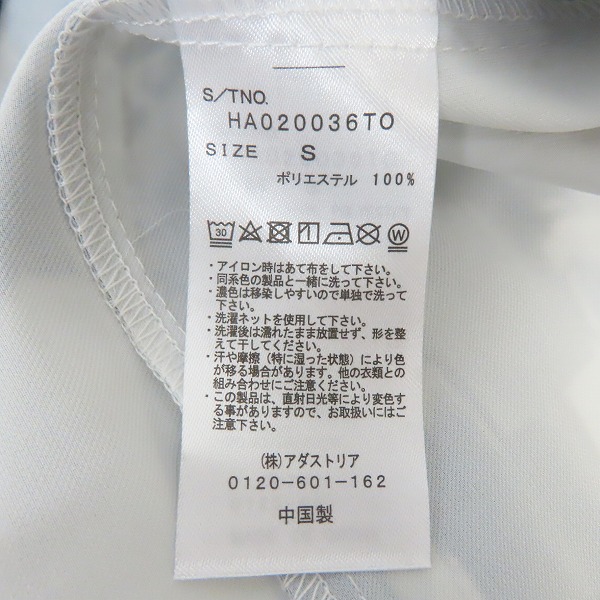 S/TNO.
HA020036TO
SIZE S
ポリエステル 100%
30 W
・アイロン時はあて布をして下さい。
・同系色の製品と一緒に洗って下さい。
・濃色は移染しやすいので単独で洗って
下さい。
・洗濯ネットを使用して下さい。
・洗濯後は濡れたまま放置せず、形を整え
て干してください。
・汗や摩擦(特に湿った状態)により色
が移る場合があります。他の衣類との
組み合わせにご注意ください。
・この製品は、直射日光等により変色す
る事がありますので、お取扱いにはご
注意下さい。
(株)アダストリア
0120-601-162
中国製